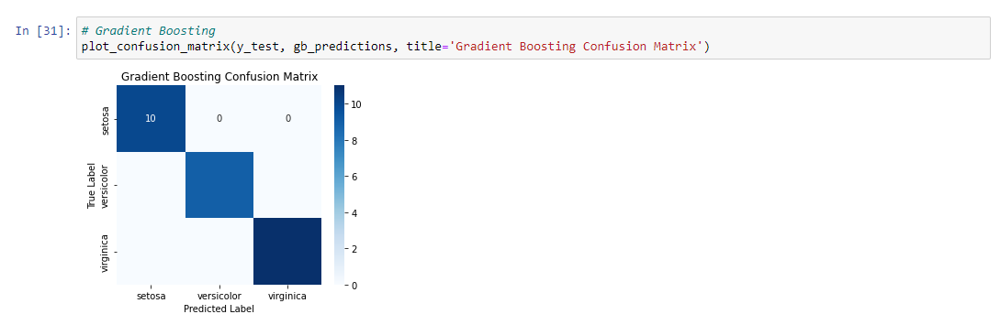 In [31]:
# Gradient Boosting
plot_confusion_matrix(y_test, gb_predictions, title='Gradient Boosting Confusion Matrix')
Gradient Boosting Confusion Matrix
10 0 0
setosa
versicolor
virginica
True Label
setosa versicolor virginica
Predicted Label
10
8
6
4
2
0